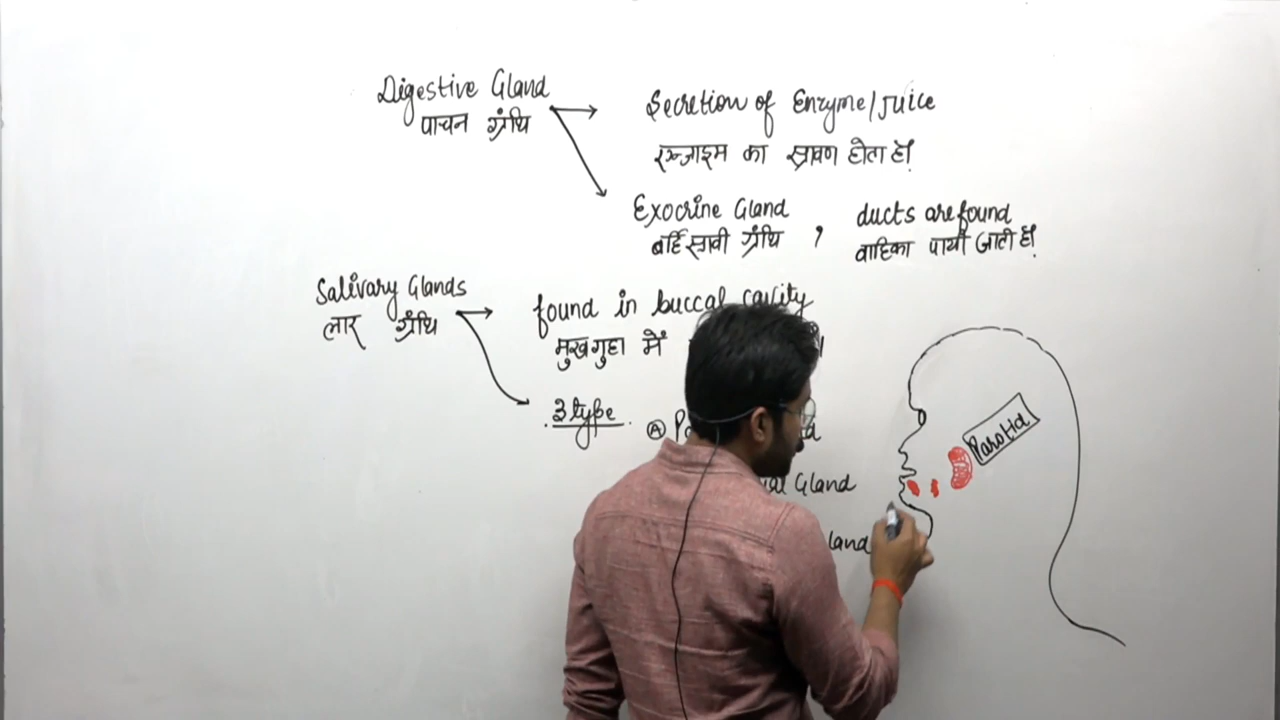 Digestive Gland
पाचन ग्रंथि
Secretion of Enzyme/Juice
एन्जाइम का स्रावण होता है।
Exocrine Gland , ducts are found
बर्हिस्रावी ग्रंथि वाहिका पायी जाती है।
Salivary Glands
लार ग्रंथि
found in buccal cavity
मुखगुहा में
3 type
Ⓐ
Gland
Parotid